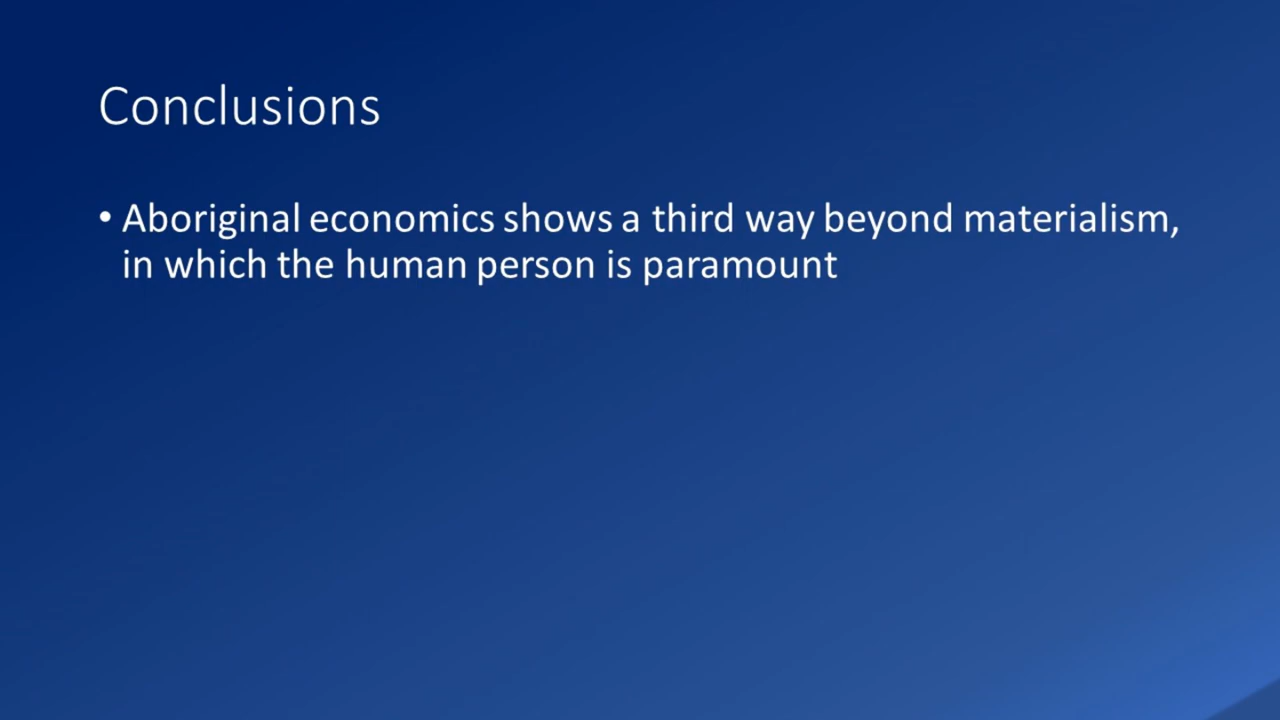 Conclusions
• Aboriginal economics shows a third way beyond materialism,
in which the human person is paramount